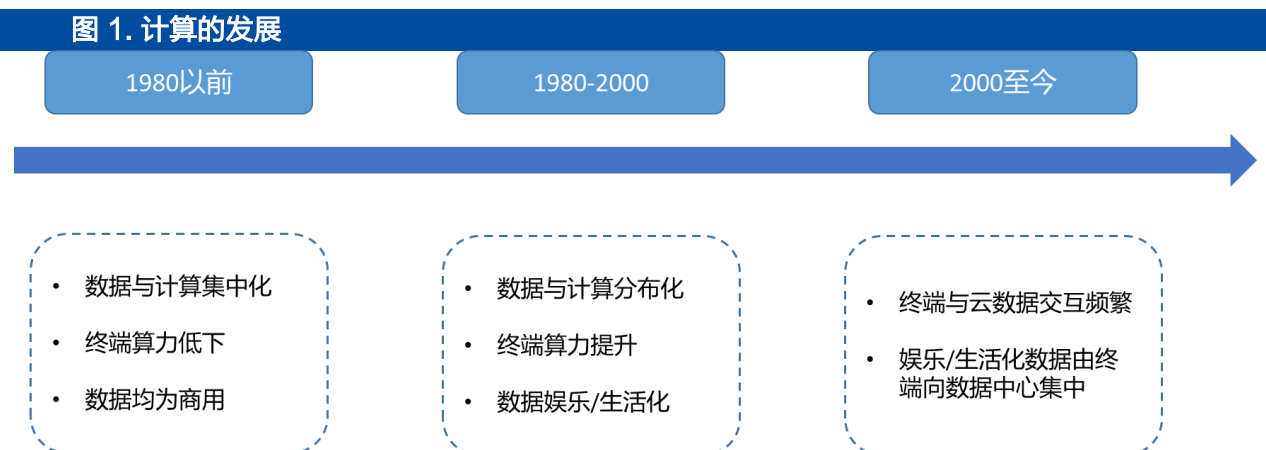 图 1. 计算的发展
1980以前
1980-2000
2000至今
• 数据与计算集中化
• 终端算力低下
• 数据均为商用
• 数据与计算分布化
• 终端算力提升
• 数据娱乐/生活化
• 终端与云数据交互频繁
• 娱乐/生活化数据由终
端向数据中心集中